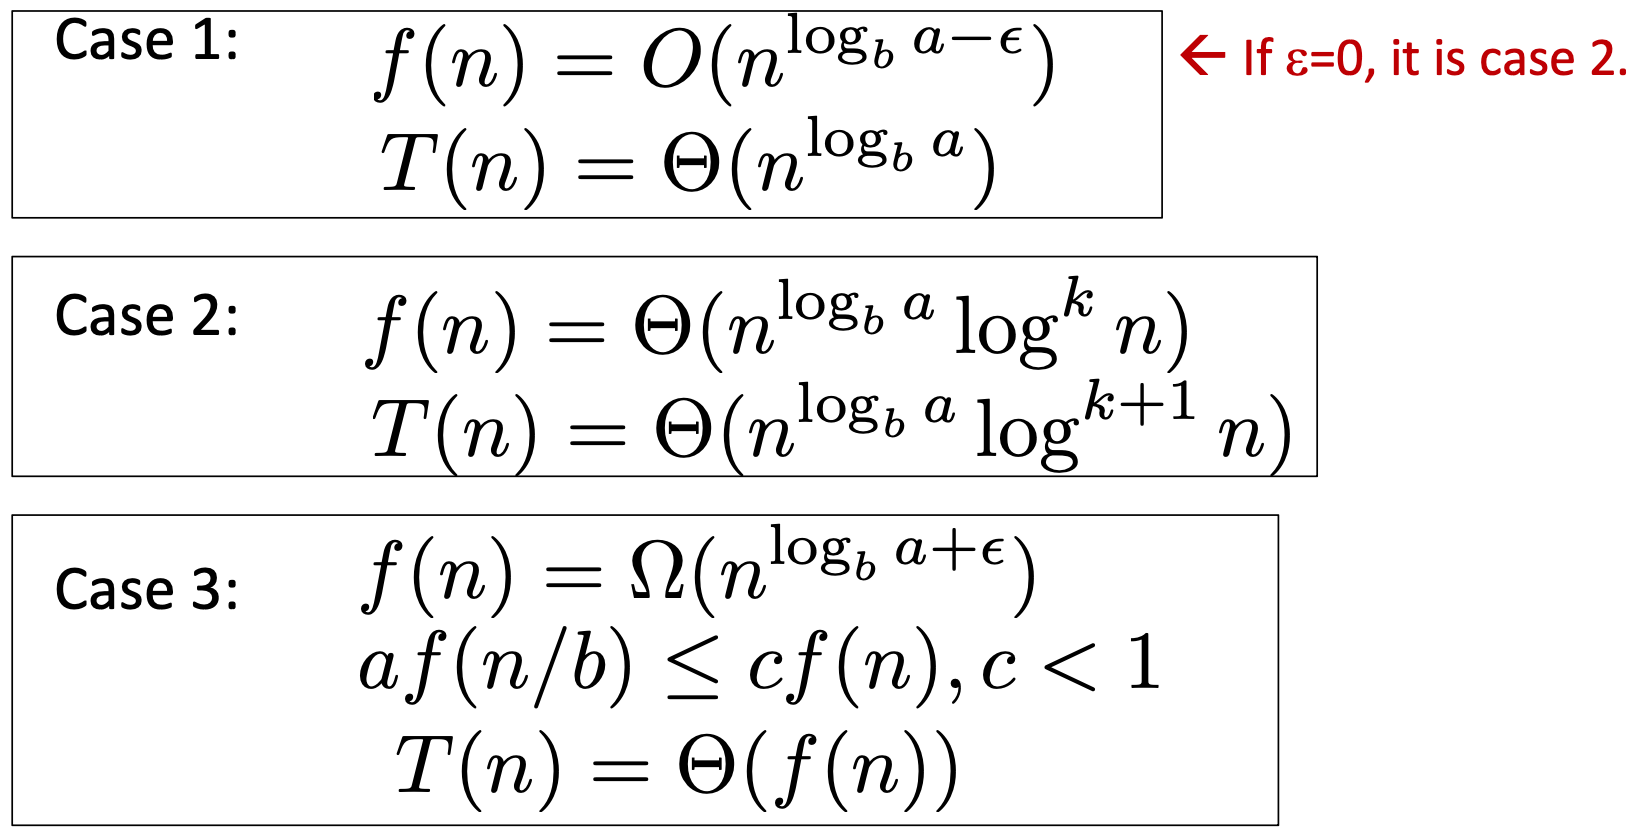 Case 1: f(n) = O(n^{log_b a−ϵ}) ← If ε=0, it is case 2.
T(n) = Θ(n^{log_b a})
Case 2: f(n) = Θ(n^{log_b a} log^k n)
T(n) = Θ(n^{log_b a} log^{k+1} n)
Case 3: f(n) = Ω(n^{log_b a+ϵ})
af(n/b) ≤ cf(n), c < 1
T(n) = Θ(f(n))